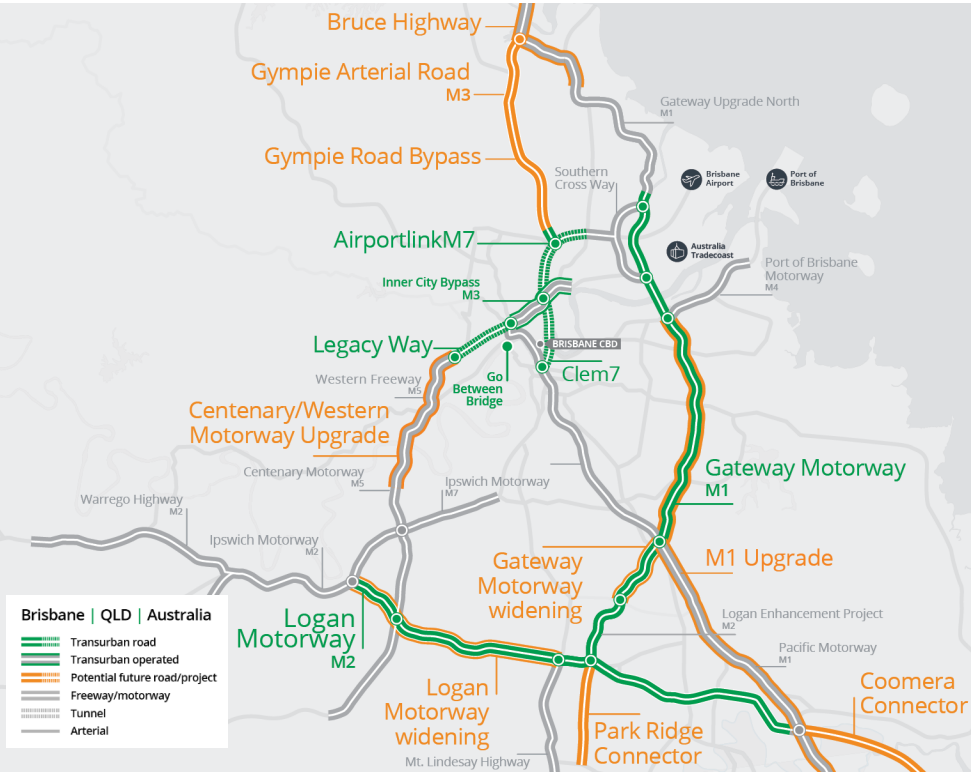 Bruce Highway
Gympie Arterial Road
M3
Gateway Upgrade North
M1
Gympie Road Bypass
Southern
Cross Way
Brisbane
Airport
Port of
Brisbane
AirportlinkM7
Australia
Tradecoast
Port of Brisbane
Motorway
M4
Inner City Bypass
M3
Legacy Way
BRISBANE CBD
Go
Between
Bridge
Clem7
Western Freeway
M5
Centenary/Western
Motorway Upgrade
Centenary Motorway
M5
Gateway Motorway
M1
Ipswich Motorway
M7
Warrego Highway
M2
Ipswich Motorway
M2
Gateway
Motorway
widening
M1 Upgrade
Logan
Motorway
M2
Logan Enhancement Project
M2
Pacific Motorway
M1
Logan
Motorway
widening
Park Ridge
Connector
Coomera
Connector
Mt. Lindesay Highway
Brisbane | QLD | Australia
Transurban road
Transurban operated
Potential future road/project
Freeway/motorway
Tunnel
Arterial